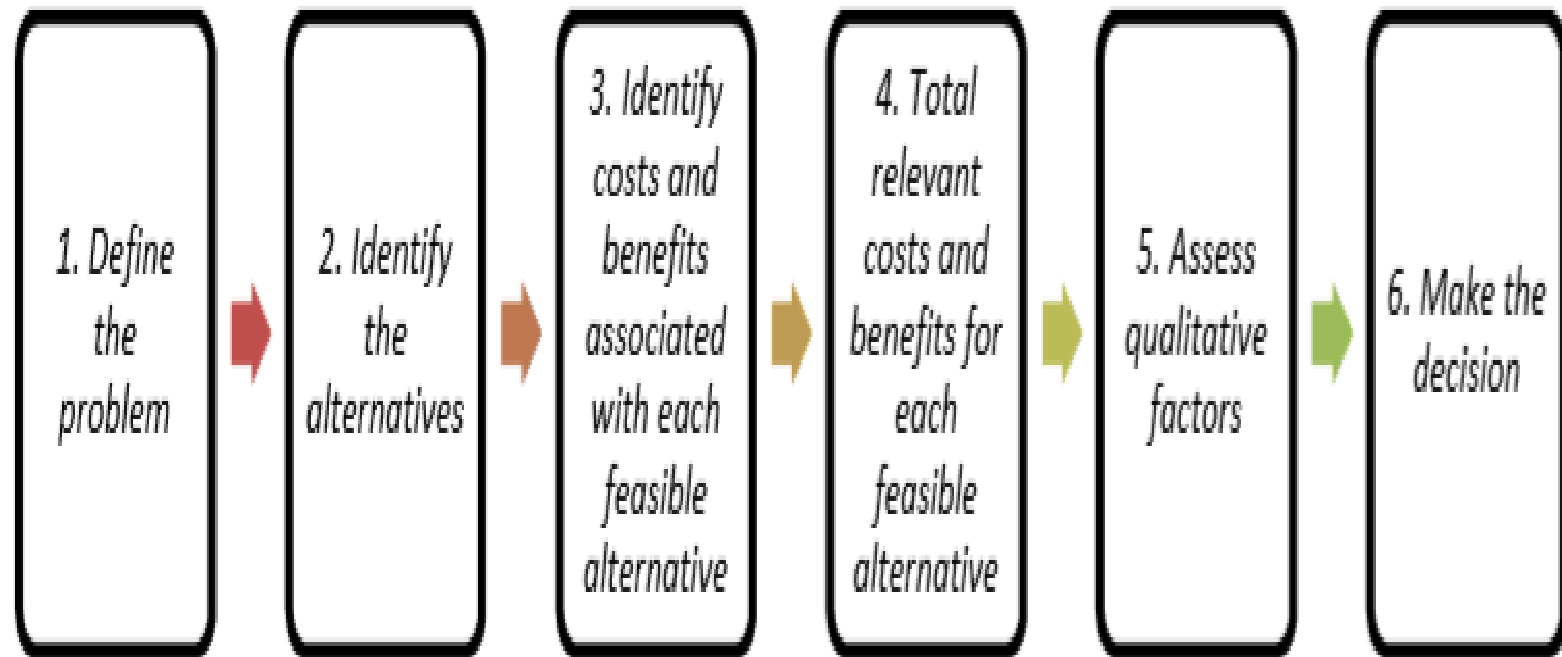 1. Define
the
problem
2. Identify
the
alternatives
3. Identify
costs and
benefits
associated
with each
feasible
alternative
4. Total
relevant
costs and
benefits for
each
feasible
alternative
5. Assess
qualitative
factors
6. Make the
decision